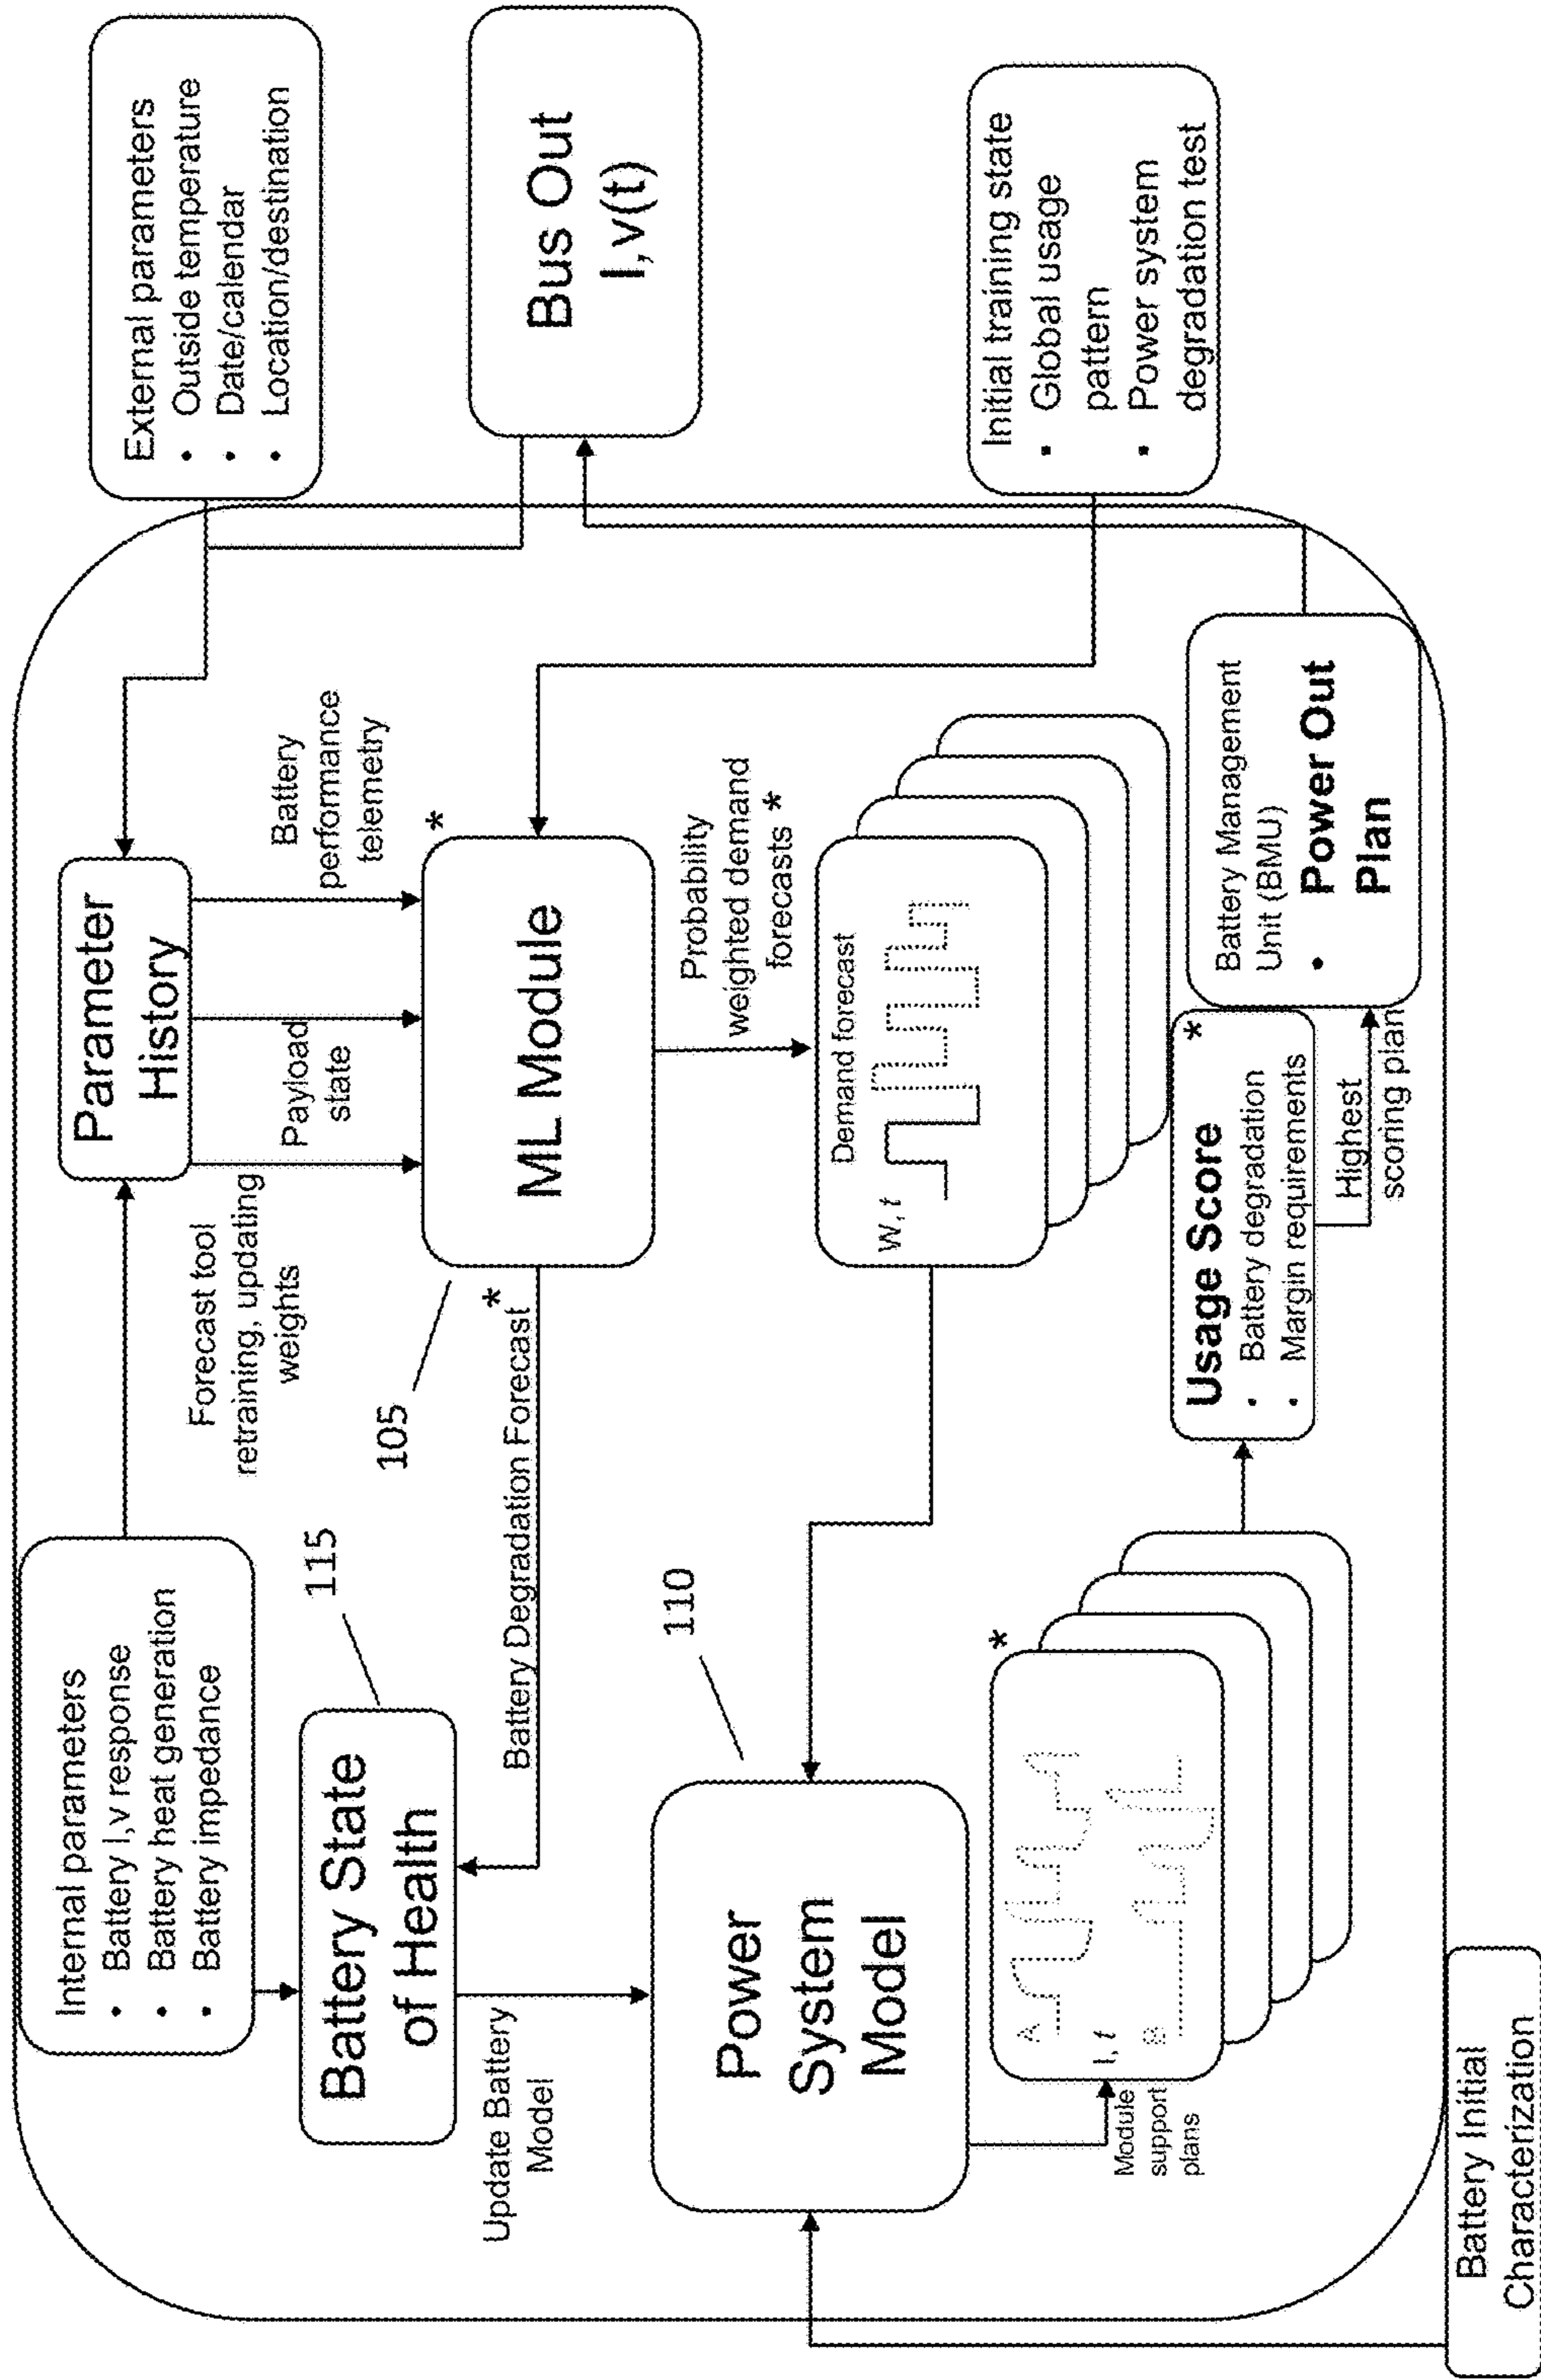 Internal parameters
• Battery I,v response
• Battery heat generation
• Battery impedance
Parameter
History
External parameters
• Outside temperature
• Date/calendar
• Location/destination
115
Battery State
of Health
Forecast tool
retraining, updating
weights
Payload
state
Battery
performance
telemetry
105
*
ML Module
Bus Out
I,v(t)
*
Battery Degradation Forecast
Update Battery
Model
110
Power
System
Model
Probability
weighted demand
forecasts *
Demand forecast
W, t
Initial training state
▪ Global usage
pattern
▪ Power system
degradation test
Module
support
plans
*
A
I, t
B
Usage Score
*
• Battery degradation
• Margin requirements
Highest
scoring plan
Battery Management
Unit (BMU)
• Power Out
Plan
Battery Initial
Characterization